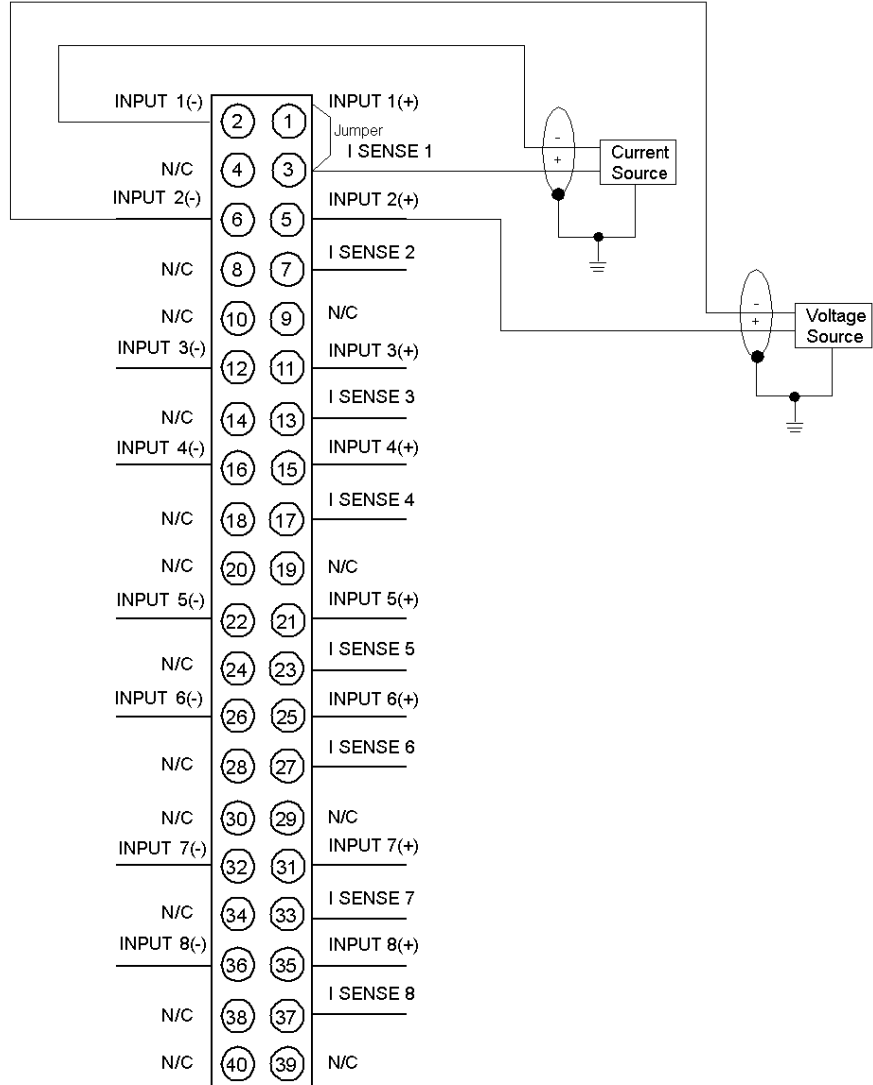 INPUT 1(-) 2 1 INPUT 1(+)
Jumper
N/C 4 3 I SENSE 1
INPUT 2(-) 6 5 INPUT 2(+)
N/C 8 7 I SENSE 2
N/C 10 9 N/C
INPUT 3(-) 12 11 INPUT 3(+)
N/C 14 13 I SENSE 3
INPUT 4(-) 16 15 INPUT 4(+)
N/C 18 17 I SENSE 4
N/C 20 19 N/C
INPUT 5(-) 22 21 INPUT 5(+)
N/C 24 23 I SENSE 5
INPUT 6(-) 26 25 INPUT 6(+)
N/C 28 27 I SENSE 6
N/C 30 29 N/C
INPUT 7(-) 32 31 INPUT 7(+)
N/C 34 33 I SENSE 7
INPUT 8(-) 36 35 INPUT 8(+)
N/C 38 37 I SENSE 8
N/C 40 39 N/C
-
+
Current
Source
-
+
Voltage
Source